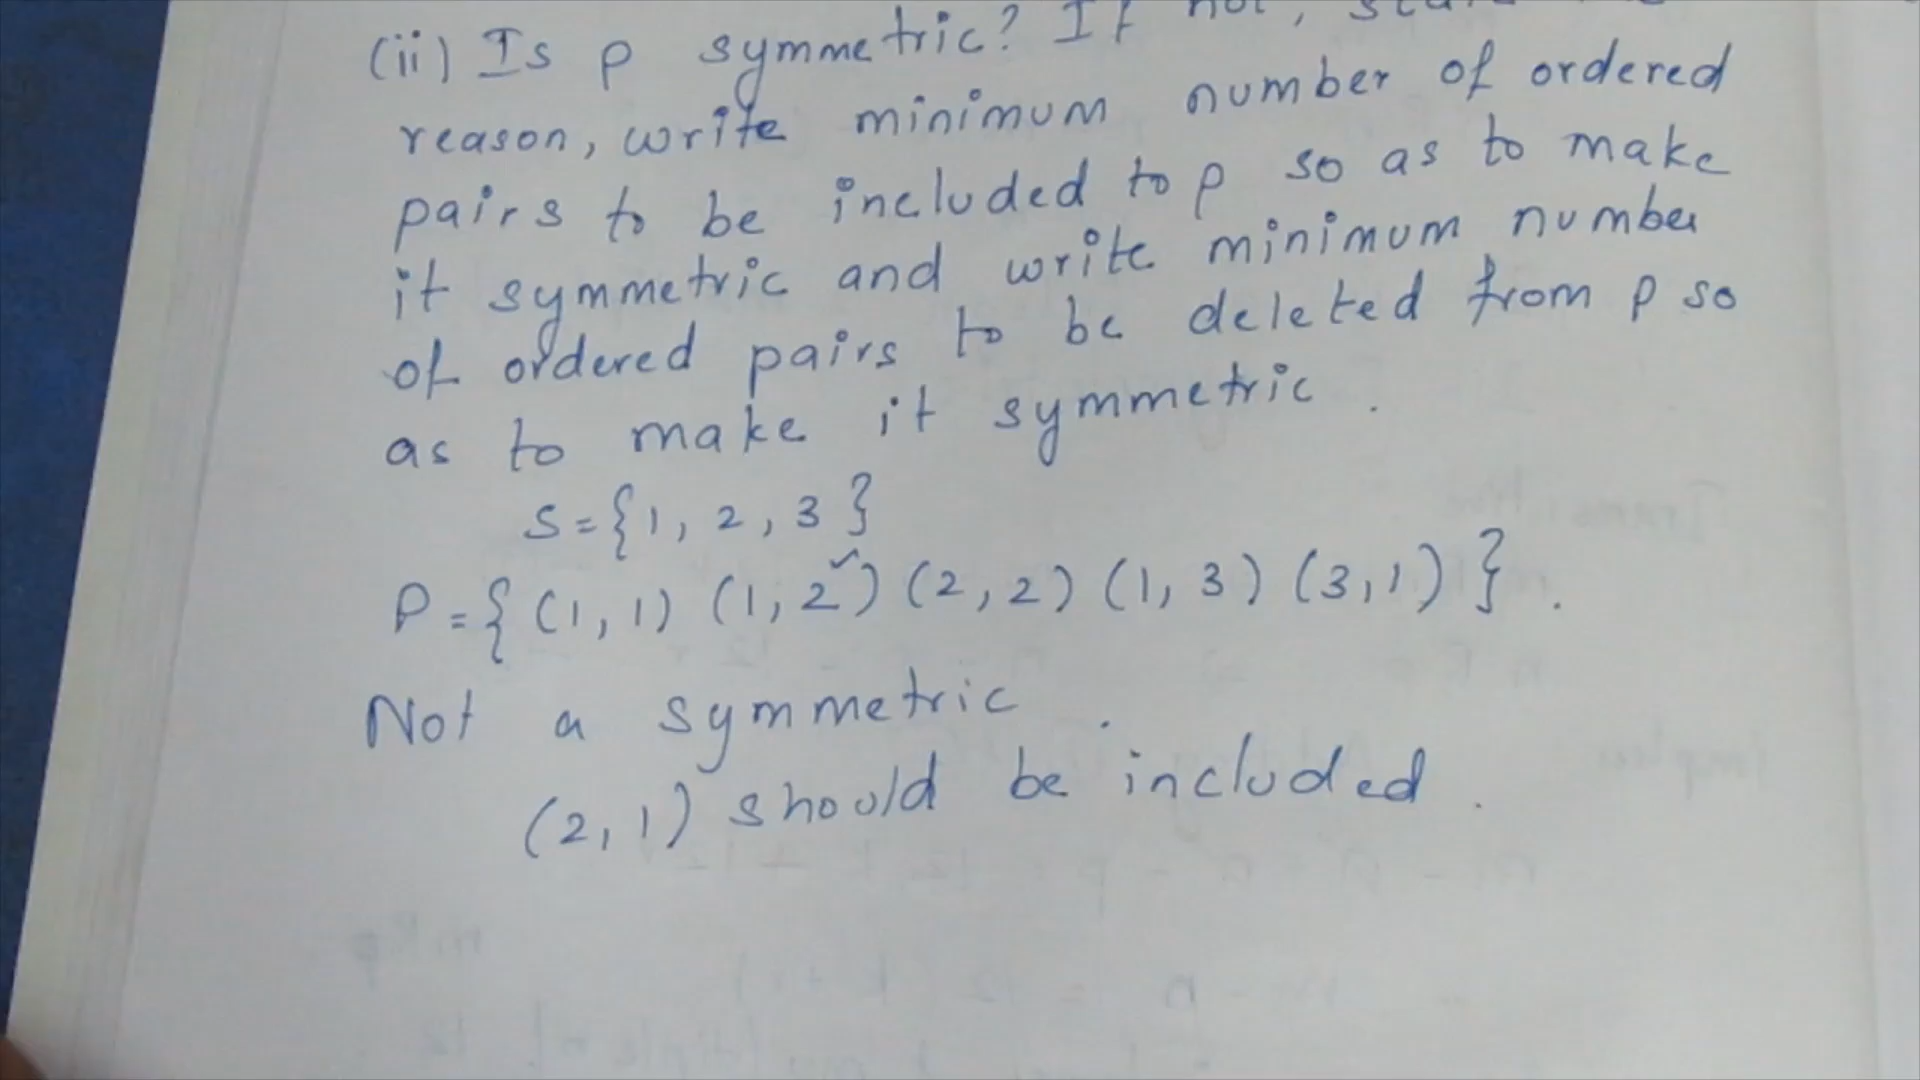 (ii) Is ρ symmetric? If not,
reason, write minimum number of ordered
pairs to be included to ρ so as to make
it symmetric and write minimum number
of ordered pairs to be deleted from ρ so
as to make it symmetric.
S={1, 2, 3}
ρ={(1,1) (1,2) (2,2) (1,3) (3,1)}.
Not a symmetric.
(2,1) should be included.